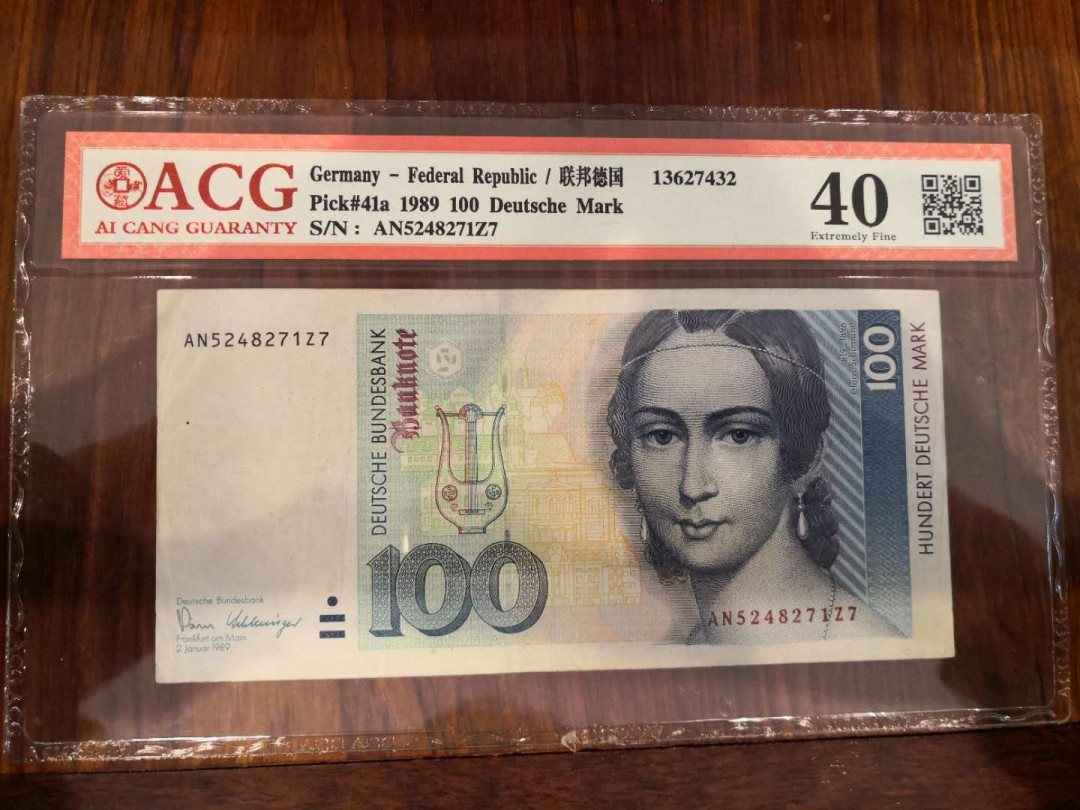 ACG
AI CANG GUARANTY
Germany - Federal Republic / 联邦德国 13627432
Pick#41a 1989 100 Deutsche Mark
S/N : AN5248271Z7
40
Extremely Fine
AN5248271Z7
DEUTSCHE BUNDESBANK
Banknote
100
HUNDERT DEUTSCHE MARK
100
AN5248271Z7
Deutsche Bundesbank
Frankfurt am Main
2. Januar 1989